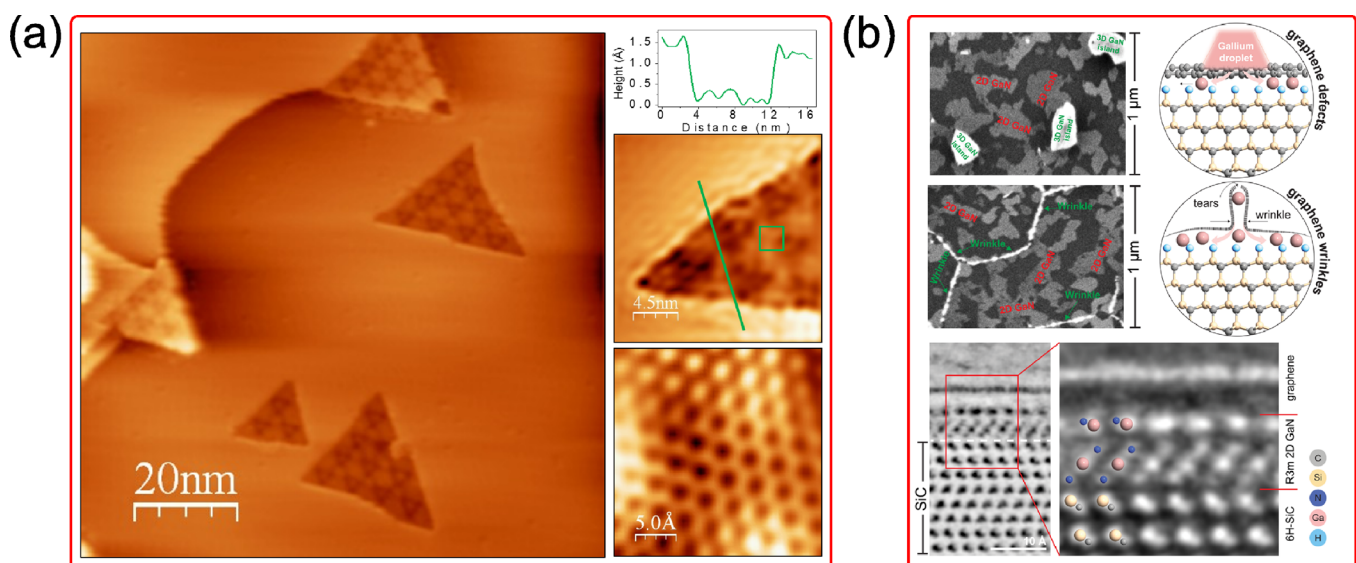 (a)
20nm
Height (Å)
1.5
1.0
0.5
0.0
0 4 8 12 16
Distance (nm)
4.5nm
5.0Å
(b)
3D GaN island
2D GaN
2D GaN
2D GaN
3D GaN island
3D GaN island
1 µm
Gallium droplet
graphene defects
2D GaN
Wrinkle
Wrinkle
Wrinkle
2D GaN
2D GaN
Wrinkle
2D GaN
1 µm
tears
wrinkle
graphene wrinkles
SiC
10 Å
graphene
R3m 2D GaN
6H-SiC
C
Si
N
Ga
H